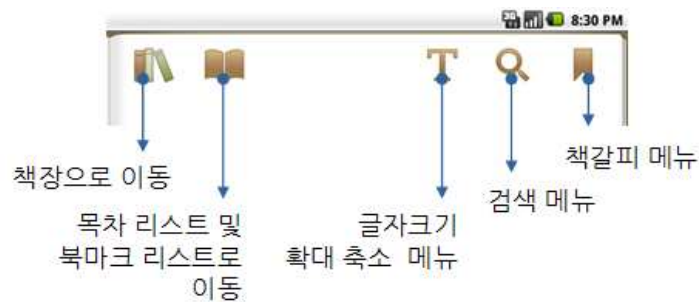 8:30 PM
T
책장으로 이동
목차 리스트 및
북마크 리스트로
이동
글자크기
확대 축소 메뉴
검색 메뉴
책갈피 메뉴